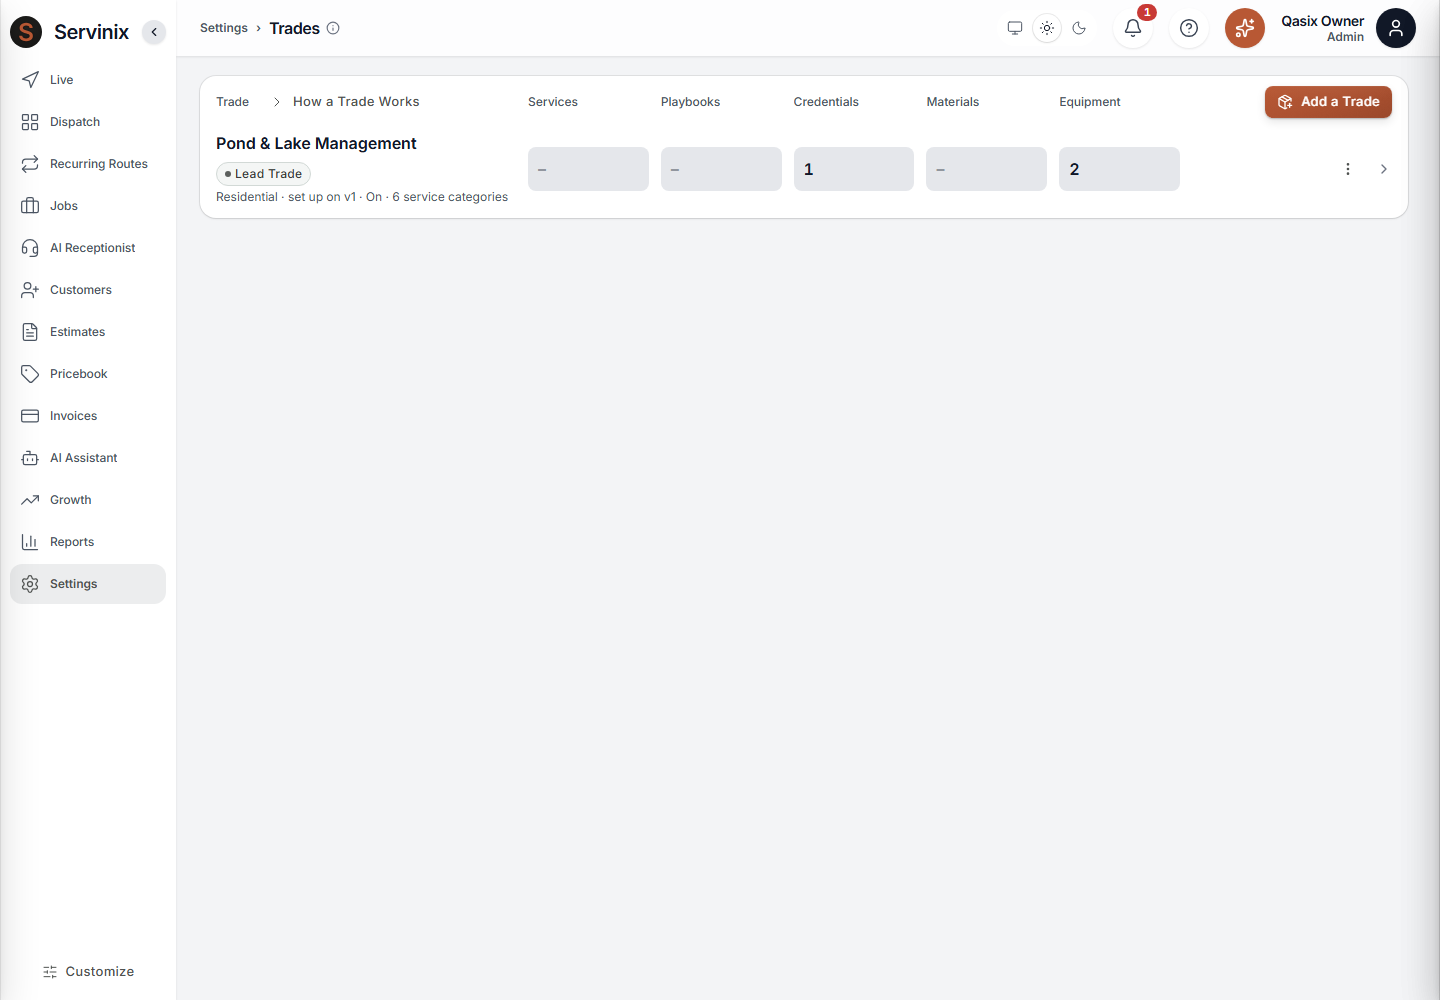 Servinix
Settings › Trades
1
Qasix Owner
Admin
Live
Dispatch
Recurring Routes
Jobs
AI Receptionist
Customers
Estimates
Pricebook
Invoices
AI Assistant
Growth
Reports
Settings
Customize
Trade
How a Trade Works
Services
Playbooks
Credentials
Materials
Equipment
Add a Trade
Pond & Lake Management
Lead Trade
Residential · set up on v1 · On · 6 service categories
–
–
1
–
2